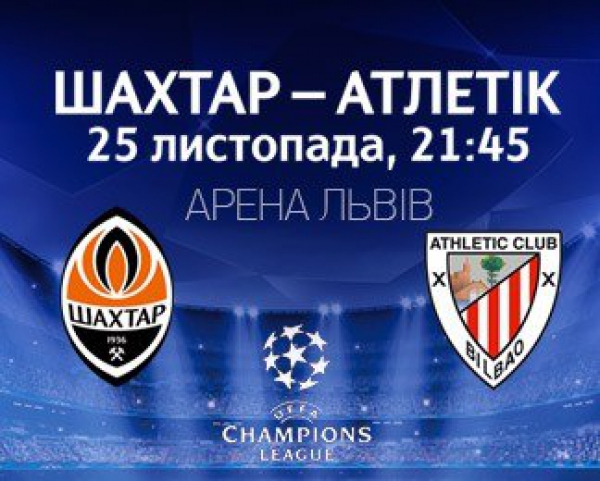 ШАХТАР – АТЛЕТІК
25 листопада, 21:45
АРЕНА ЛЬВІВ
ШАХТАР
1936
ATHLETIC CLUB
X X
BILBAO
UEFA
CHAMPIONS
LEAGUE